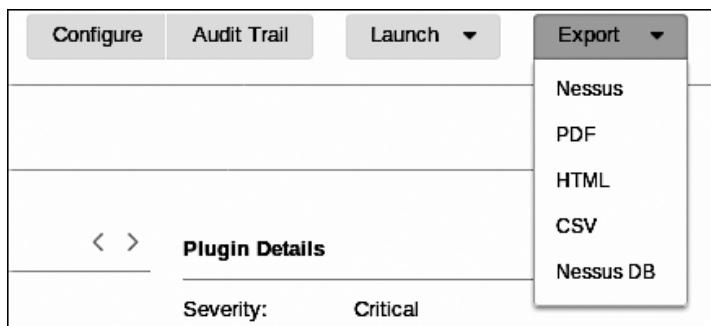 Configure Audit Trail Launch Export
Nessus
PDF
HTML
CSV
Nessus DB
Plugin Details
Severity: Critical